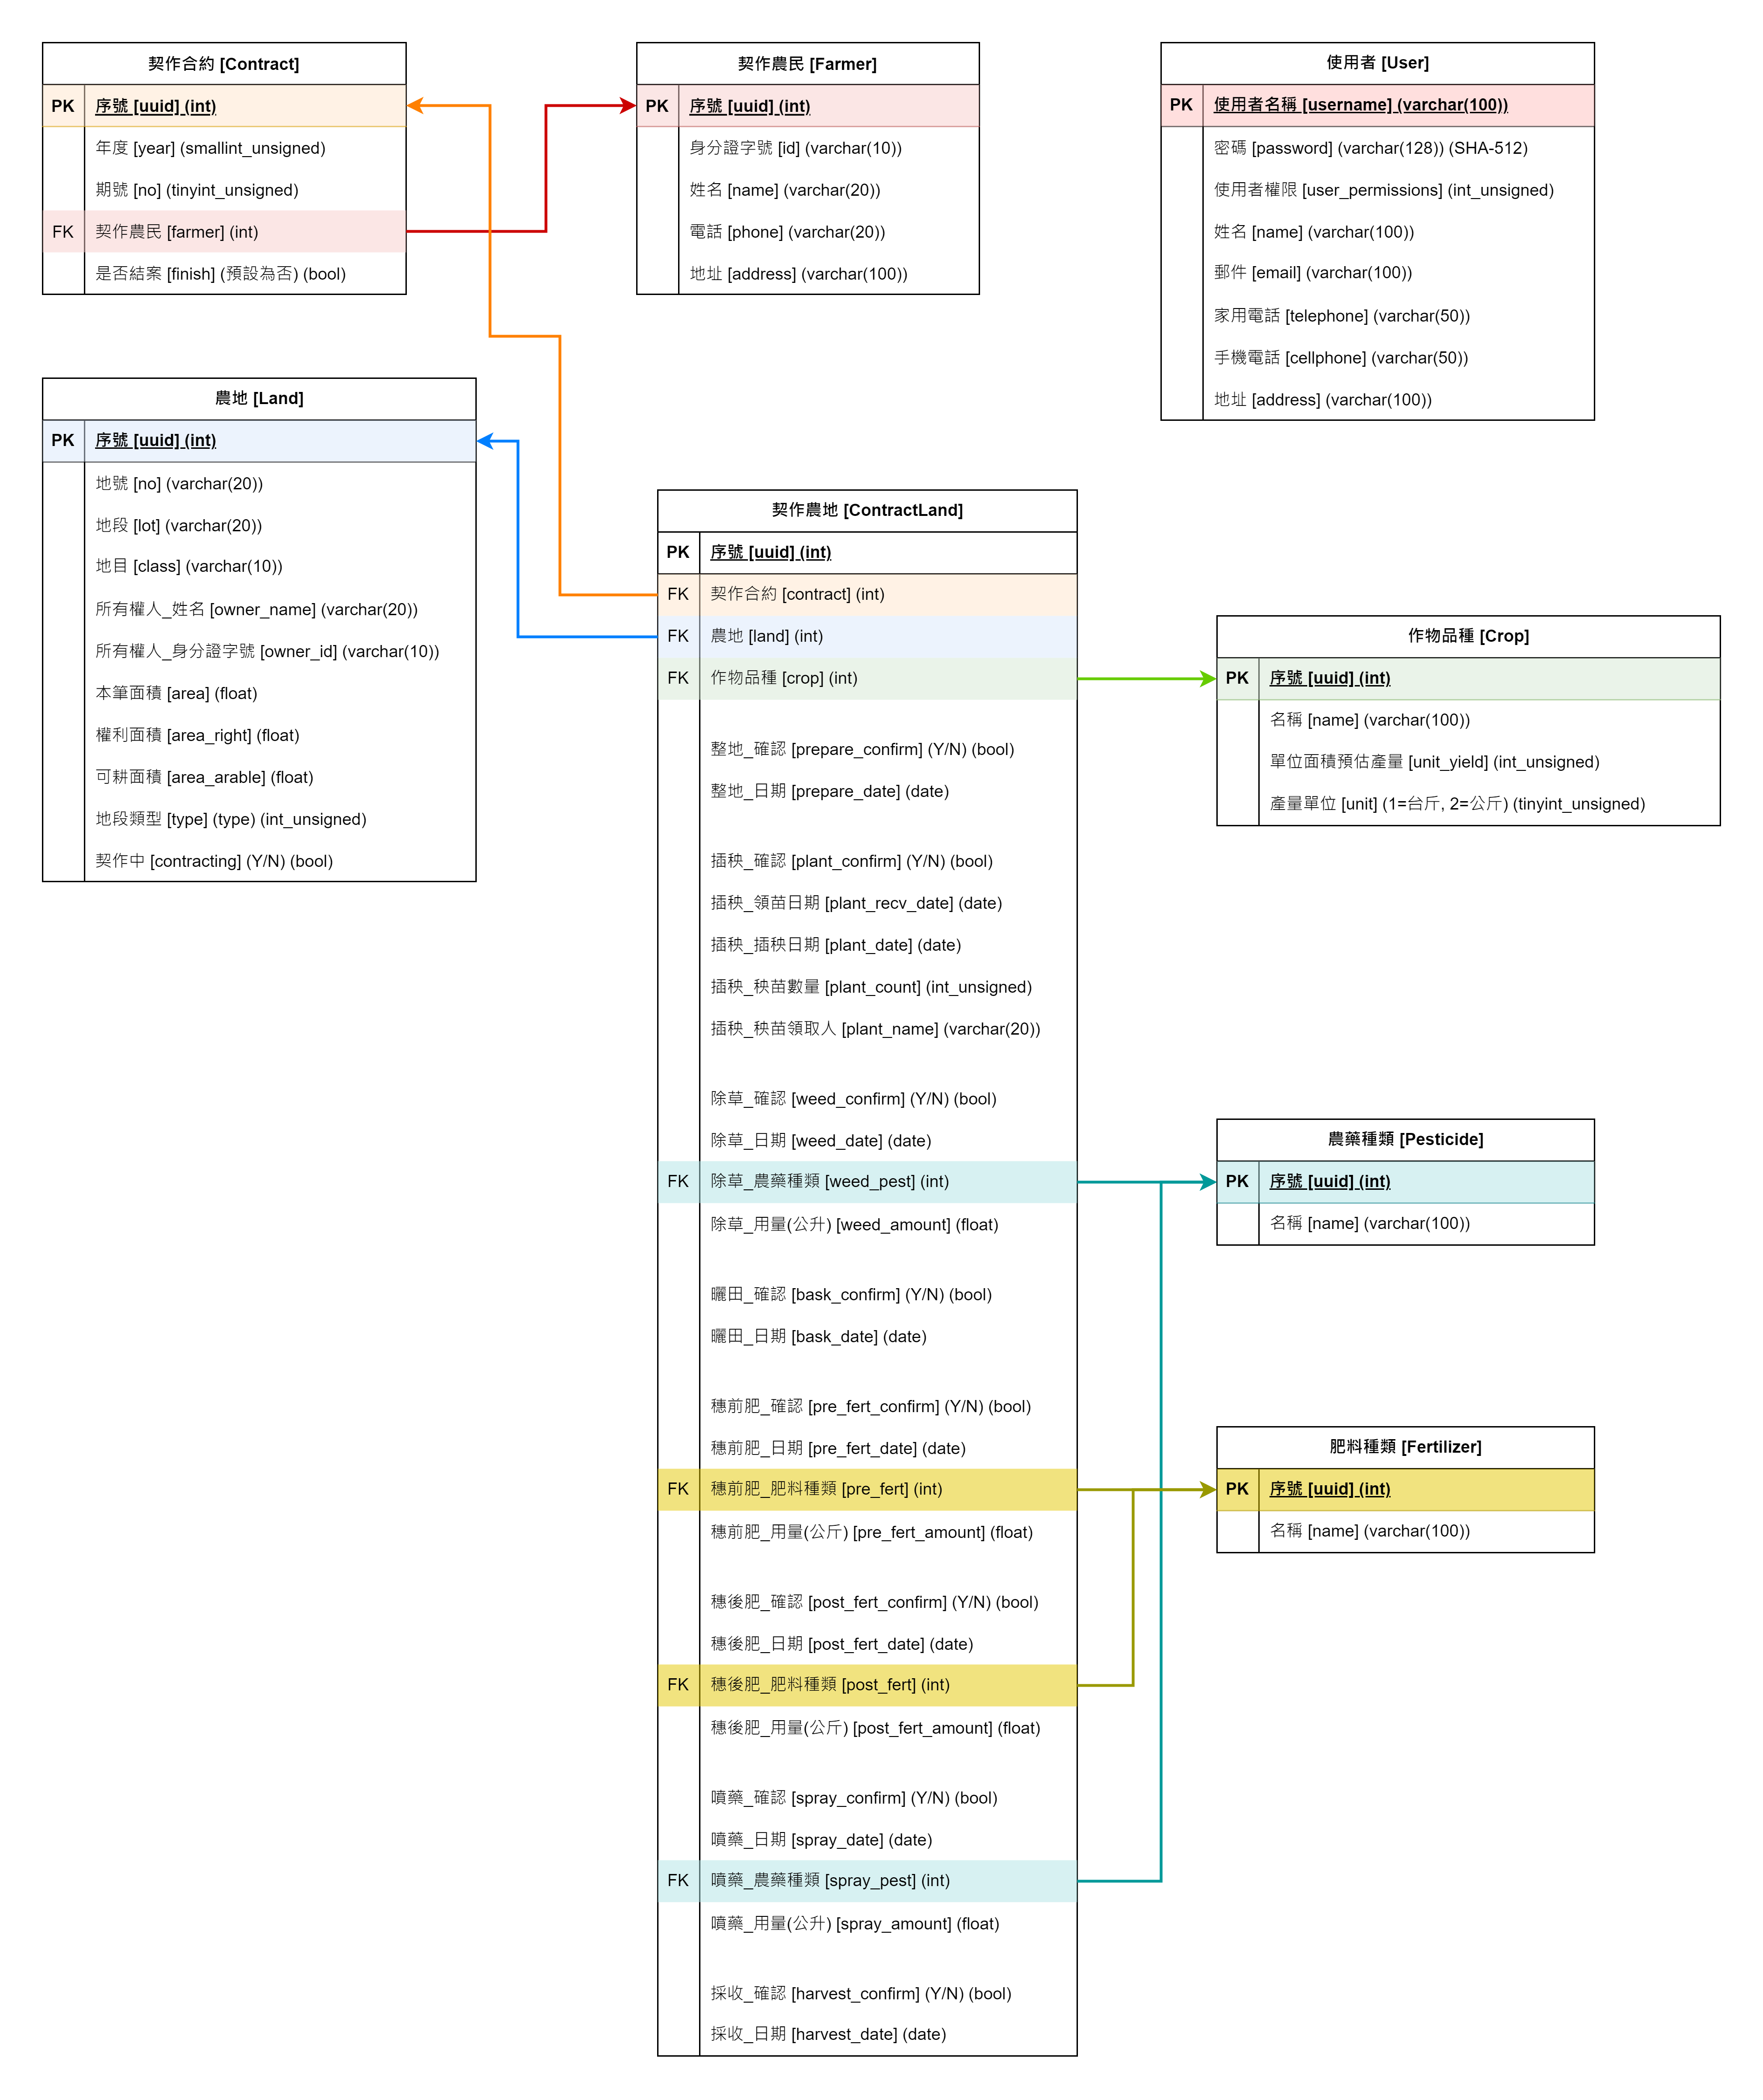 契作合約 [Contract]
PK 序號 [uuid] (int)
年度 [year] (smallint_unsigned)
期號 [no] (tinyint_unsigned)
FK 契作農民 [farmer] (int)
是否結案 [finish] (預設為否) (bool)
契作農民 [Farmer]
PK 序號 [uuid] (int)
身分證字號 [id] (varchar(10))
姓名 [name] (varchar(20))
電話 [phone] (varchar(20))
地址 [address] (varchar(100))
使用者 [User]
PK 使用者名稱 [username] (varchar(100))
密碼 [password] (varchar(128)) (SHA-512)
使用者權限 [user_permissions] (int_unsigned)
姓名 [name] (varchar(100))
郵件 [email] (varchar(100))
家用電話 [telephone] (varchar(50))
手機電話 [cellphone] (varchar(50))
地址 [address] (varchar(100))
農地 [Land]
PK 序號 [uuid] (int)
地號 [no] (varchar(20))
地段 [lot] (varchar(20))
地目 [class] (varchar(10))
所有權人_姓名 [owner_name] (varchar(20))
所有權人_身分證字號 [owner_id] (varchar(10))
本筆面積 [area] (float)
權利面積 [area_right] (float)
可耕面積 [area_arable] (float)
地段類型 [type] (type) (int_unsigned)
契作中 [contracting] (Y/N) (bool)
契作農地 [ContractLand]
PK 序號 [uuid] (int)
FK 契作合約 [contract] (int)
FK 農地 [land] (int)
FK 作物品種 [crop] (int)
整地_確認 [prepare_confirm] (Y/N) (bool)
整地_日期 [prepare_date] (date)
插秧_確認 [plant_confirm] (Y/N) (bool)
插秧_領苗日期 [plant_recv_date] (date)
插秧_插秧日期 [plant_date] (date)
插秧_秧苗數量 [plant_count] (int_unsigned)
插秧_秧苗領取人 [plant_name] (varchar(20))
除草_確認 [weed_confirm] (Y/N) (bool)
除草_日期 [weed_date] (date)
FK 除草_農藥種類 [weed_pest] (int)
除草_用量(公升) [weed_amount] (float)
曬田_確認 [bask_confirm] (Y/N) (bool)
曬田_日期 [bask_date] (date)
穗前肥_確認 [pre_fert_confirm] (Y/N) (bool)
穗前肥_日期 [pre_fert_date] (date)
FK 穗前肥_肥料種類 [pre_fert] (int)
穗前肥_用量(公斤) [pre_fert_amount] (float)
穗後肥_確認 [post_fert_confirm] (Y/N) (bool)
穗後肥_日期 [post_fert_date] (date)
FK 穗後肥_肥料種類 [post_fert] (int)
穗後肥_用量(公斤) [post_fert_amount] (float)
噴藥_確認 [spray_confirm] (Y/N) (bool)
噴藥_日期 [spray_date] (date)
FK 噴藥_農藥種類 [spray_pest] (int)
噴藥_用量(公升) [spray_amount] (float)
採收_確認 [harvest_confirm] (Y/N) (bool)
採收_日期 [harvest_date] (date)
作物品種 [Crop]
PK 序號 [uuid] (int)
名稱 [name] (varchar(100))
單位面積預估產量 [unit_yield] (int_unsigned)
產量單位 [unit] (1=台斤, 2=公斤) (tinyint_unsigned)
農藥種類 [Pesticide]
PK 序號 [uuid] (int)
名稱 [name] (varchar(100))
肥料種類 [Fertilizer]
PK 序號 [uuid] (int)
名稱 [name] (varchar(100))